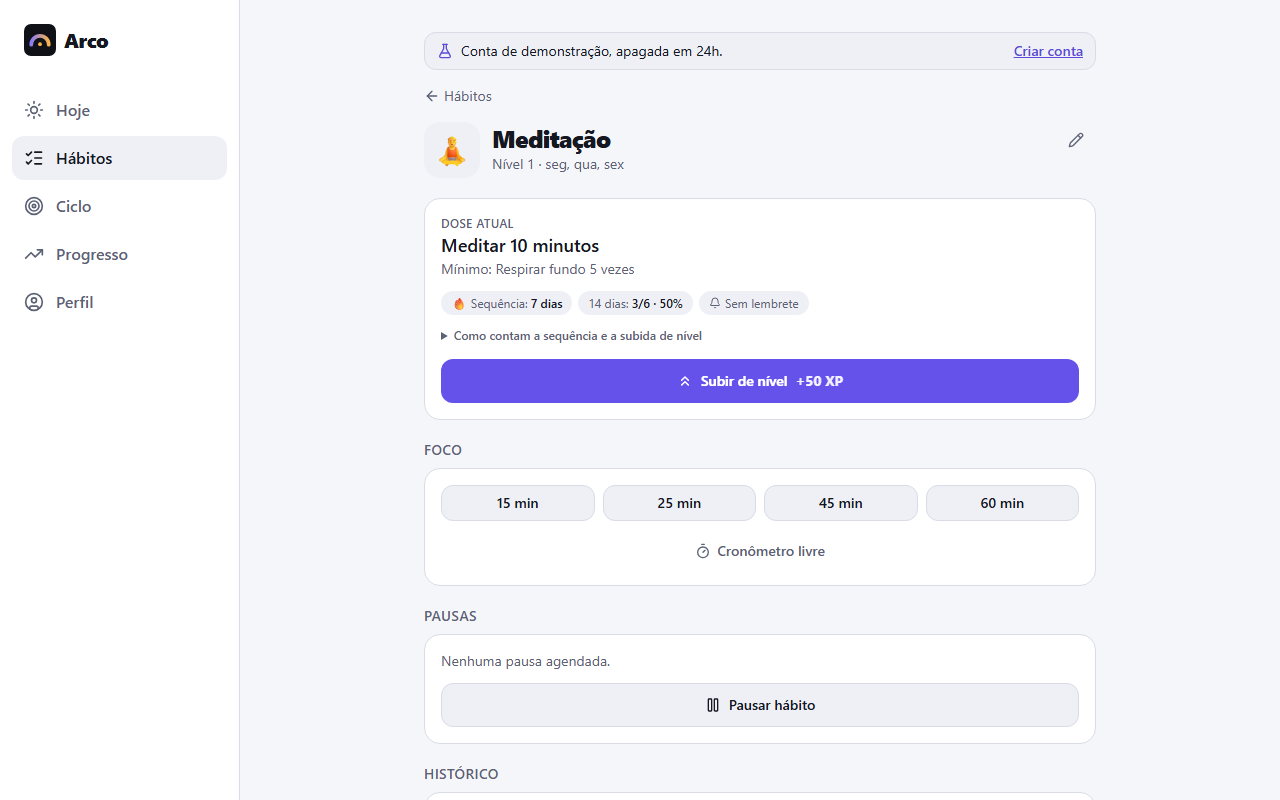 Arco
Hoje
Hábitos
Ciclo
Progresso
Perfil
Conta de demonstração, apagada em 24h.
Criar conta
Hábitos
Meditação
Nível 1 · seg, qua, sex
DOSE ATUAL
Meditar 10 minutos
Mínimo: Respirar fundo 5 vezes
Sequência: 7 dias
14 dias: 3/6 · 50%
Sem lembrete
Como contam a sequência e a subida de nível
Subir de nível +50 XP
FOCO
15 min
25 min
45 min
60 min
Cronômetro livre
PAUSAS
Nenhuma pausa agendada.
Pausar hábito
HISTÓRICO